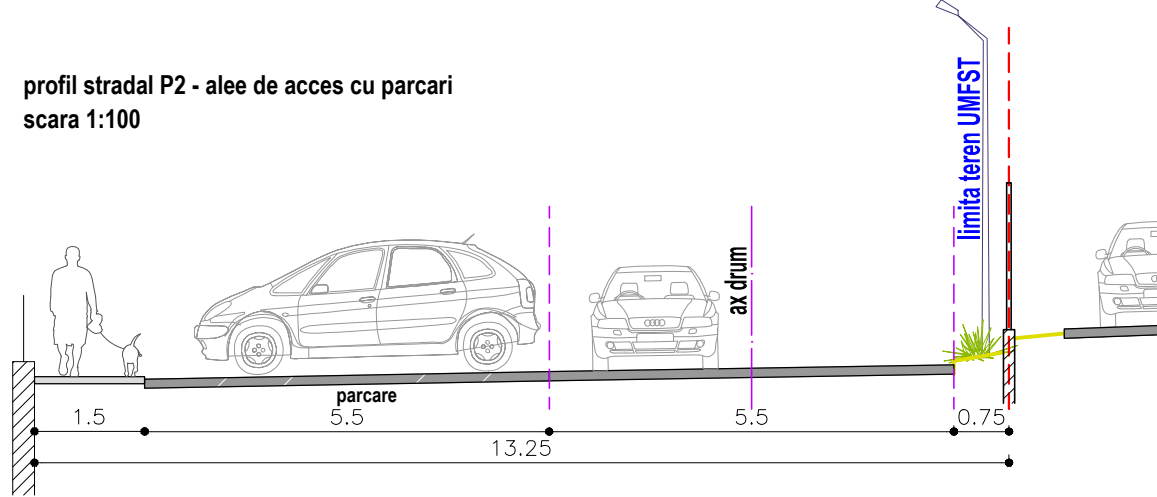 profil stradal P2 - alee de acces cu parcari
scara 1:100
limita teren UMFST
ax drum
parcare
1.5
5.5
5.5
0.75
13.25